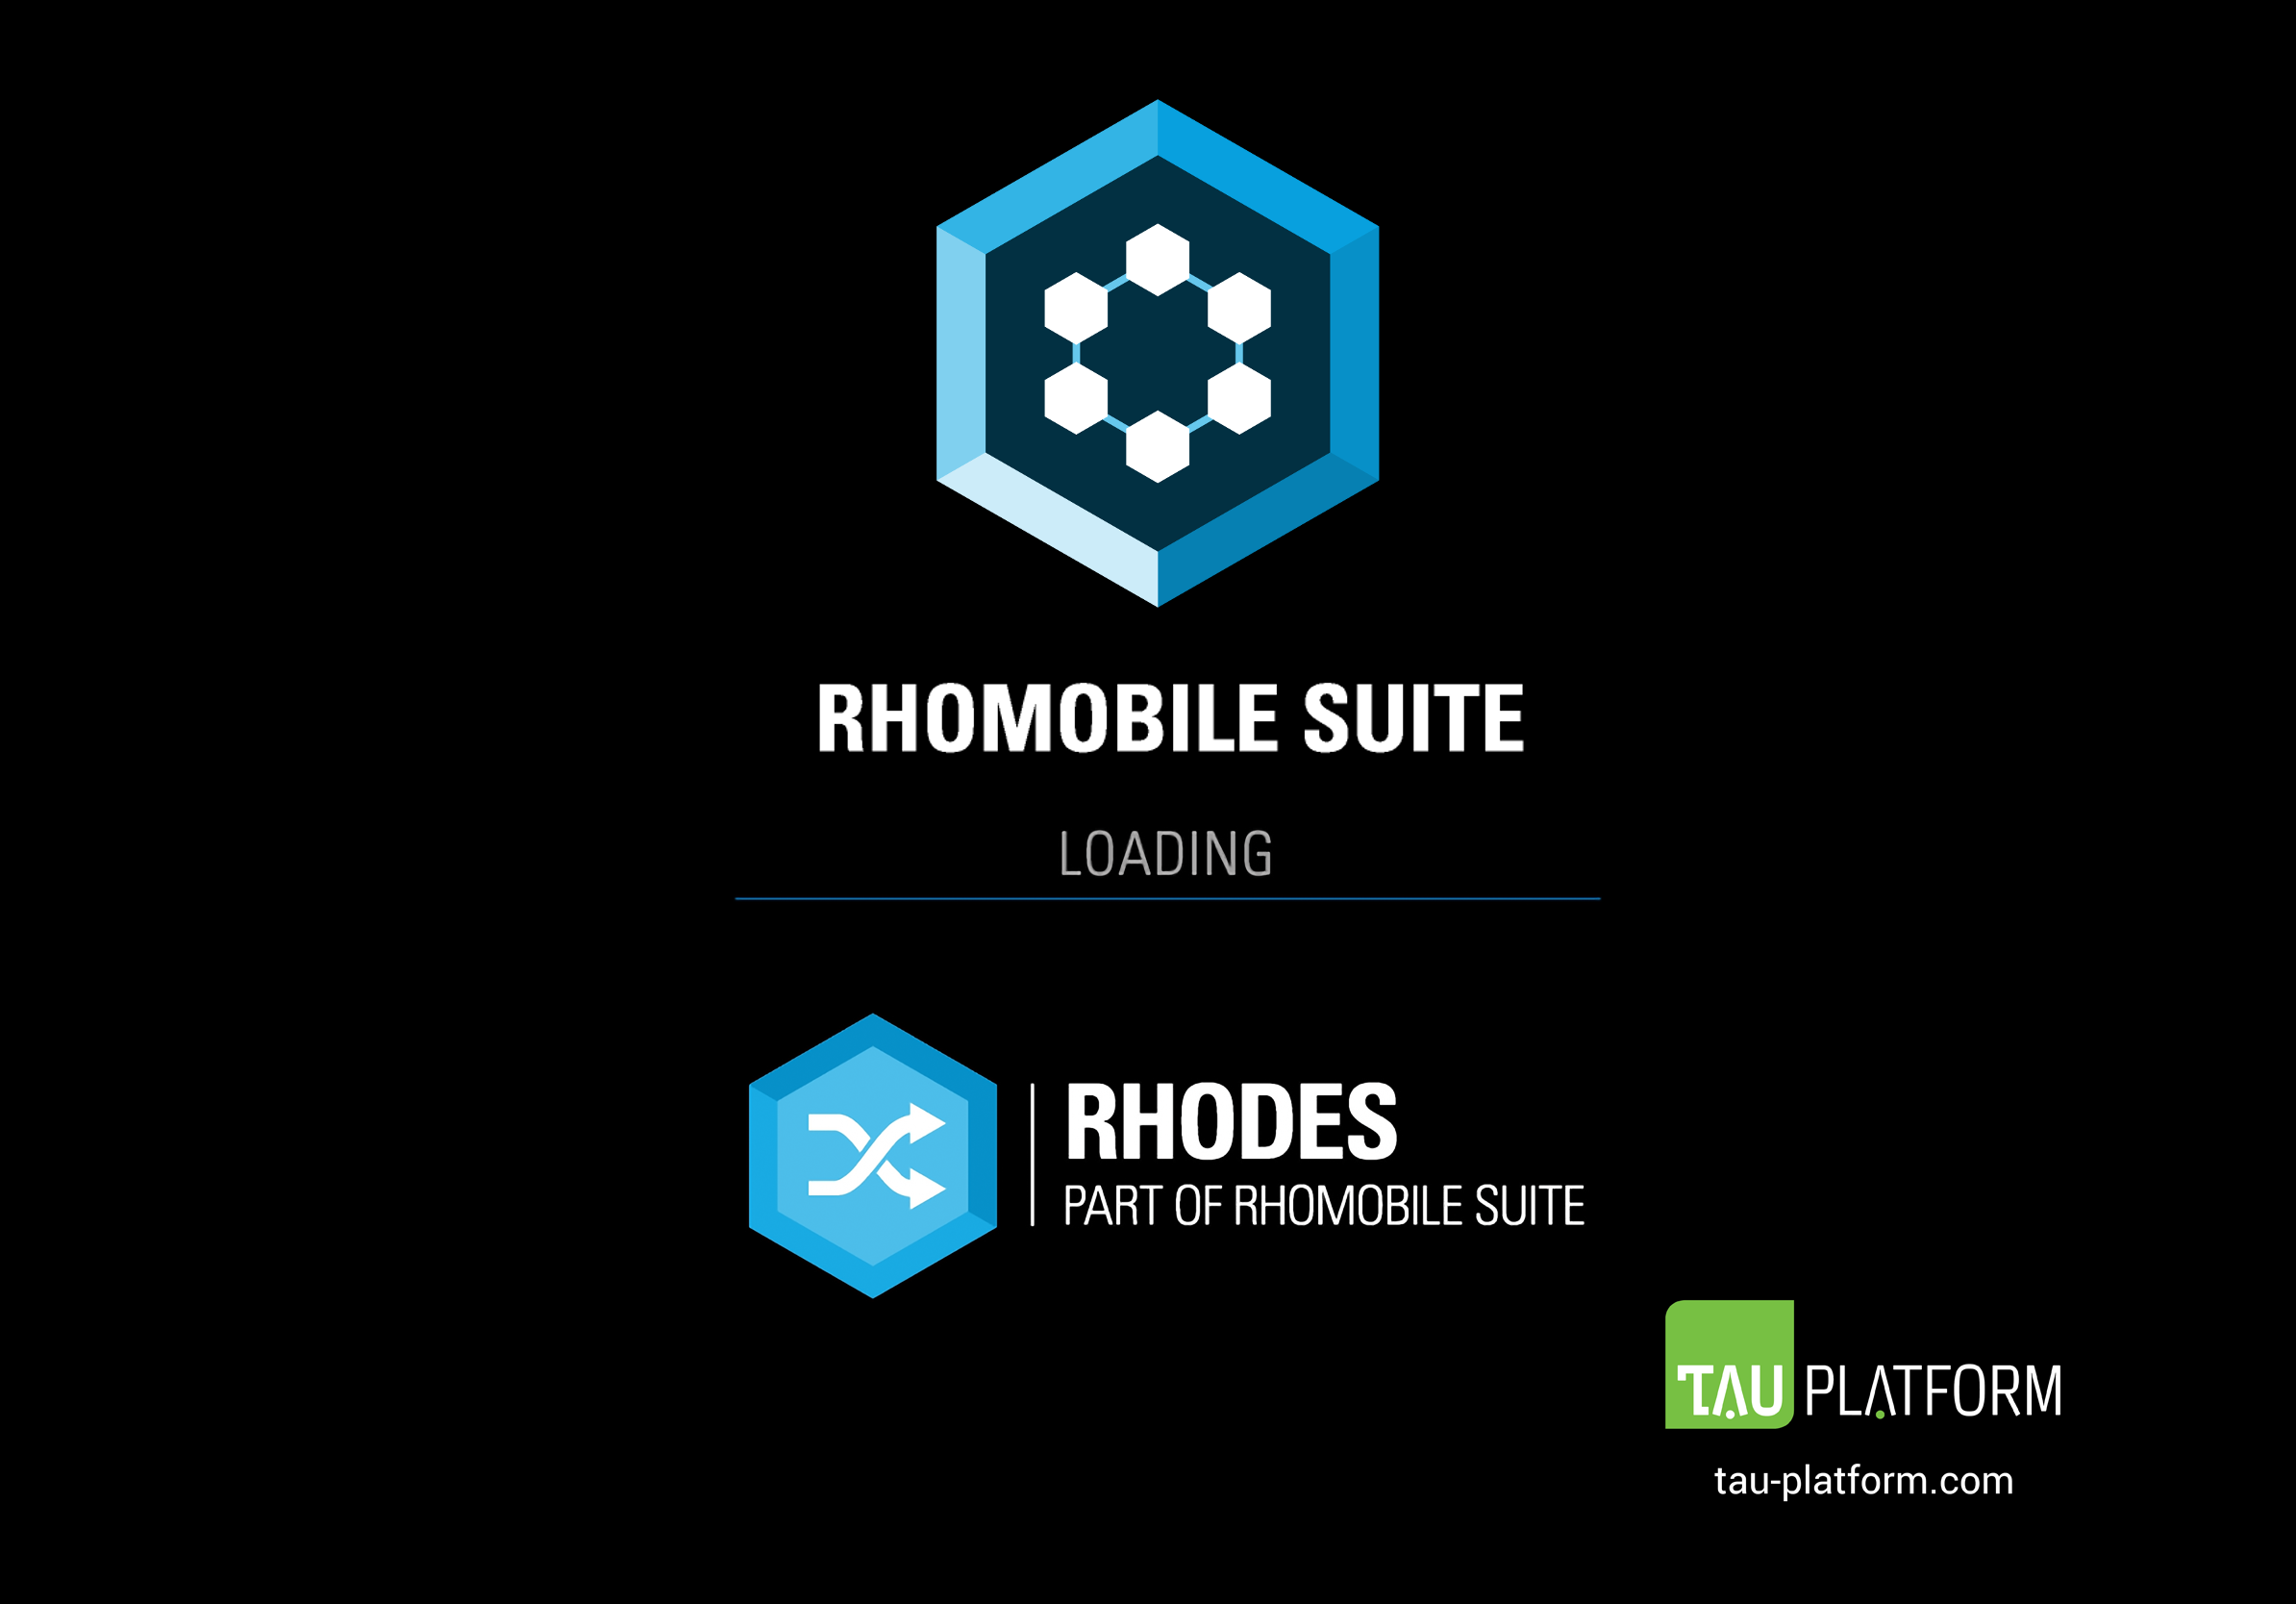 RHOMOBILE SUITE
LOADING
RHODES
PART OF RHOMOBILE SUITE
TAU PLATFORM
tau-platform.com